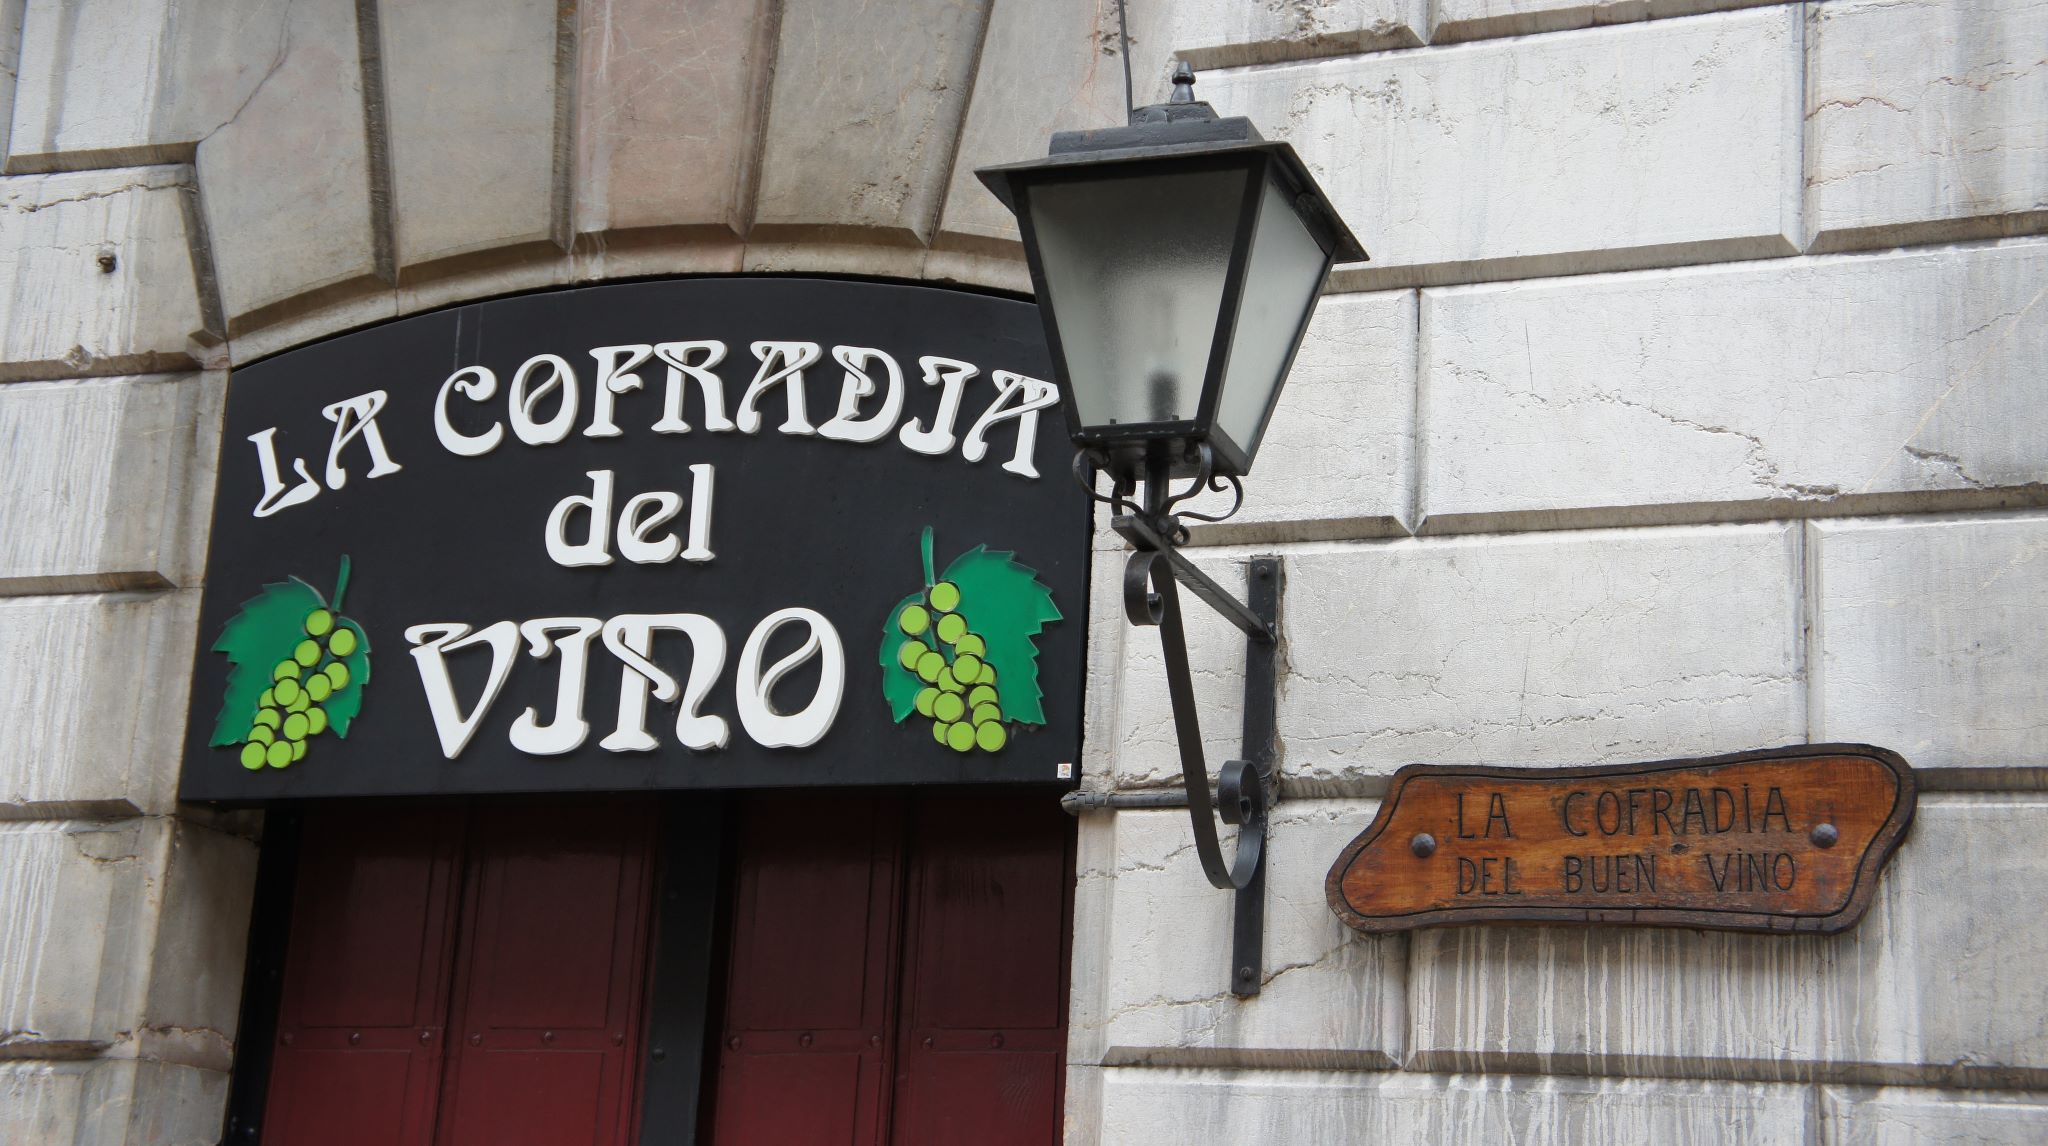 LA COFRADIA
del
VINO
LA COFRADIA
DEL BUEN VINO